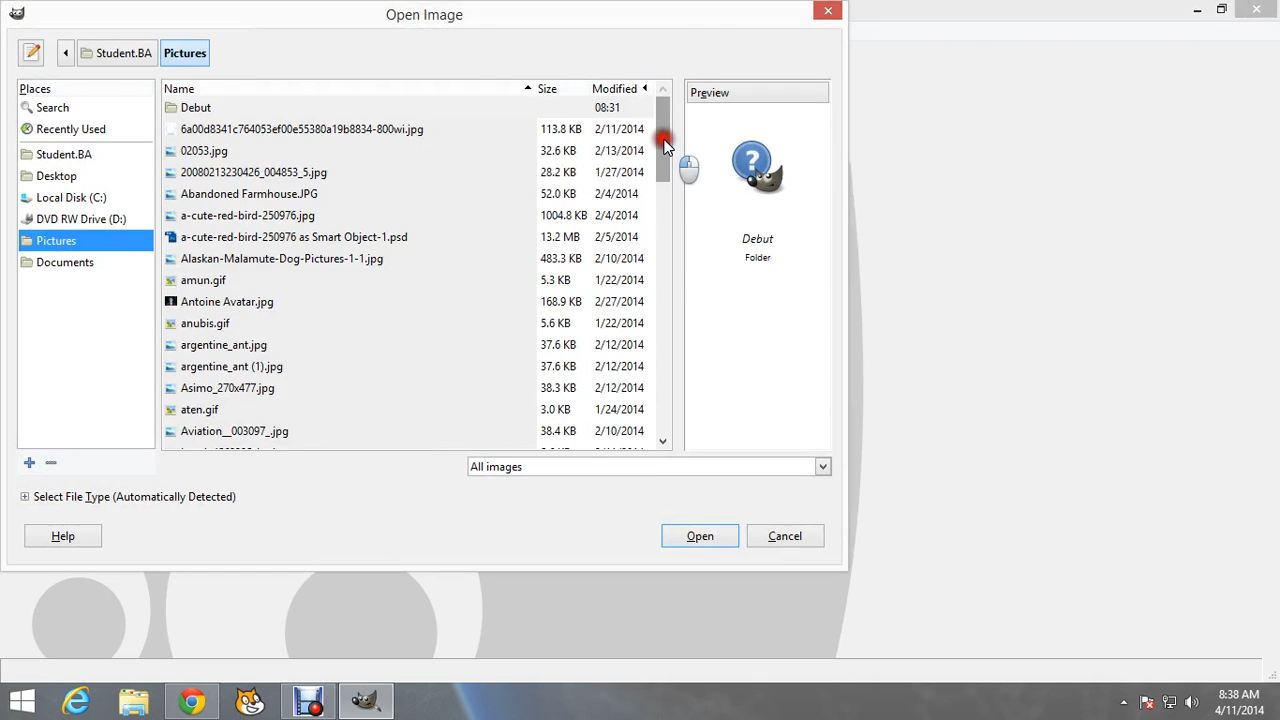 Open Image
Student.BA Pictures
Places
Search
Recently Used
Student.BA
Desktop
Local Disk (C:)
DVD RW Drive (D:)
Pictures
Documents
Name Size Modified
Debut 08:31
6a00d8341c764053ef00e55380a19b8834-800wi.jpg 113.8 KB 2/11/2014
02053.jpg 32.6 KB 2/13/2014
20080213230426_004853_5.jpg 28.2 KB 1/27/2014
Abandoned Farmhouse.JPG 52.0 KB 2/4/2014
a-cute-red-bird-250976.jpg 1004.8 KB 2/4/2014
a-cute-red-bird-250976 as Smart Object-1.psd 13.2 MB 2/5/2014
Alaskan-Malamute-Dog-Pictures-1-1.jpg 483.3 KB 2/10/2014
amun.gif 5.3 KB 1/22/2014
Antoine Avatar.jpg 168.9 KB 2/27/2014
anubis.gif 5.6 KB 1/22/2014
argentine_ant.jpg 37.6 KB 2/12/2014
argentine_ant (1).jpg 37.6 KB 2/12/2014
Asimo_270x477.jpg 38.3 KB 2/12/2014
aten.gif 3.0 KB 1/24/2014
Aviation__003097_.jpg 38.4 KB 2/10/2014
Preview
?
Debut
Folder
All images
Select File Type (Automatically Detected)
Help Open Cancel
8:38 AM
4/11/2014